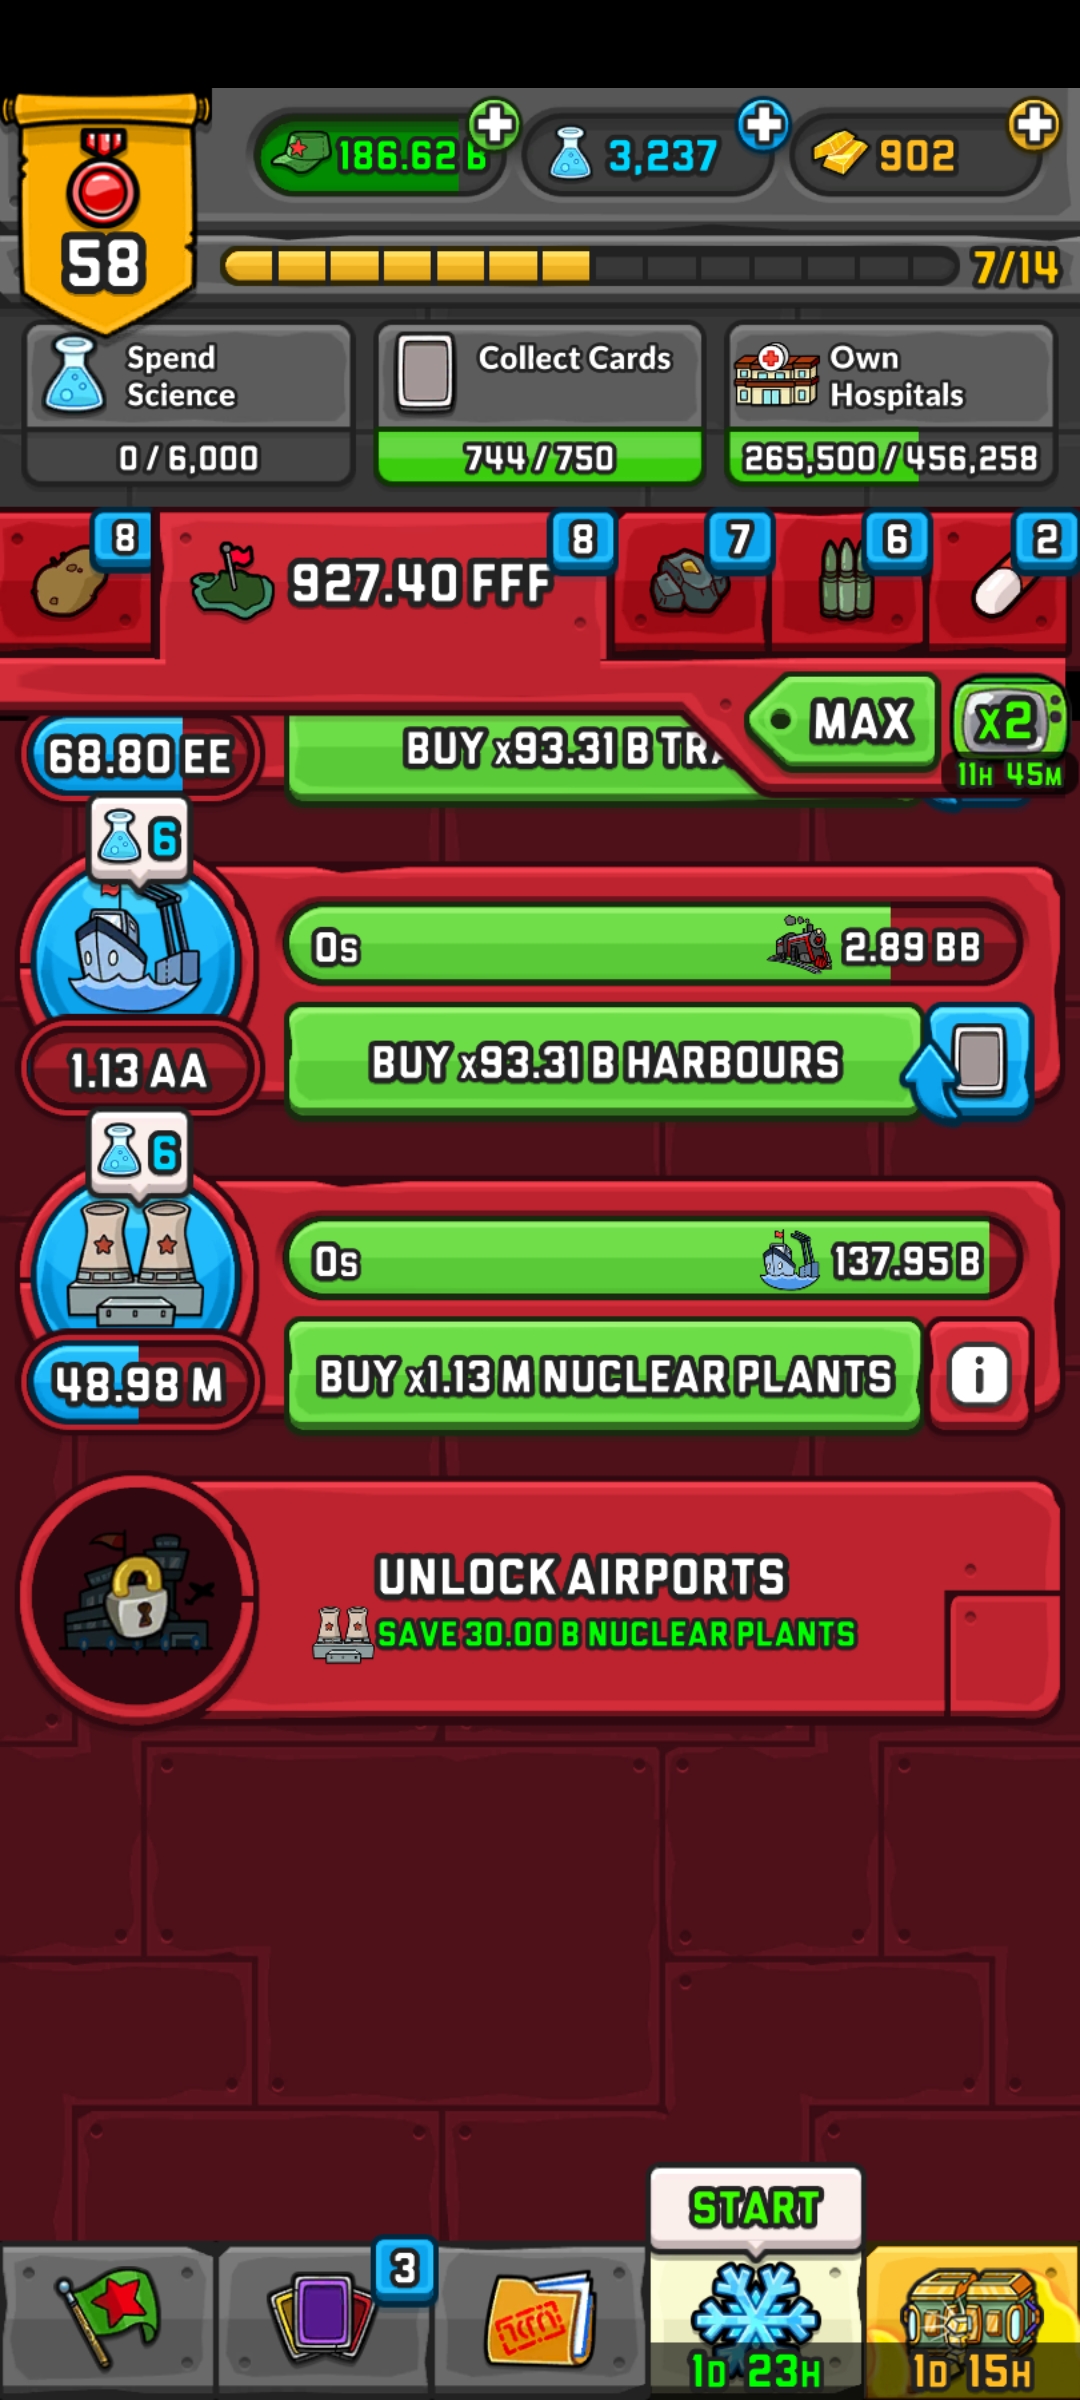 58
186.62 B
3,237
902
7/14
Spend
Science
0 / 6,000
Collect Cards
744 / 750
Own
Hospitals
265,500 / 456,258
8
927.40 FFF
8
7
6
2
MAX
x2
11H 45M
68.80 EE
BUY x93.31 B TRA
6
0s
2.89 BB
BUY x93.31 B HARBOURS
1.13 AA
6
0s
137.95 B
BUY x1.13 M NUCLEAR PLANTS
i
48.98 M
UNLOCK AIRPORTS
SAVE 30.00 B NUCLEAR PLANTS
START
3
1D 23H
1D 15H